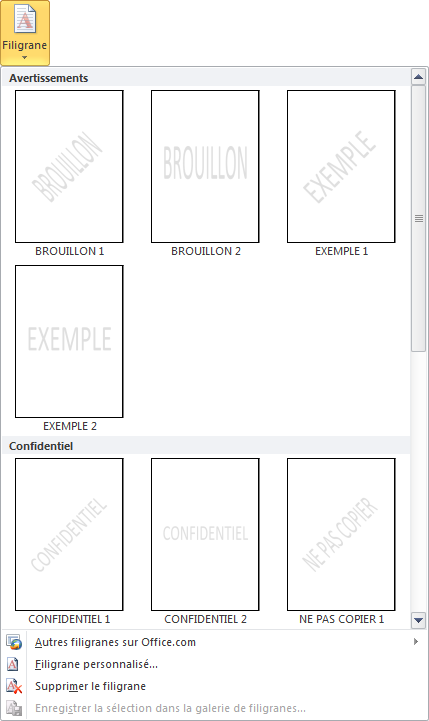 Filigrane
Avertissements
BROUILLON
BROUILLON
EXEMPLE
BROUILLON 1
BROUILLON 2
EXEMPLE 1
EXEMPLE
EXEMPLE 2
Confidentiel
CONFIDENTIEL
CONFIDENTIEL
NE PAS COPIER
CONFIDENTIEL 1
CONFIDENTIEL 2
NE PAS COPIER 1
Autres filigranes sur Office.com
Filigrane personnalisé...
Supprimer le filigrane
Enregistrer la sélection dans la galerie de filigranes...